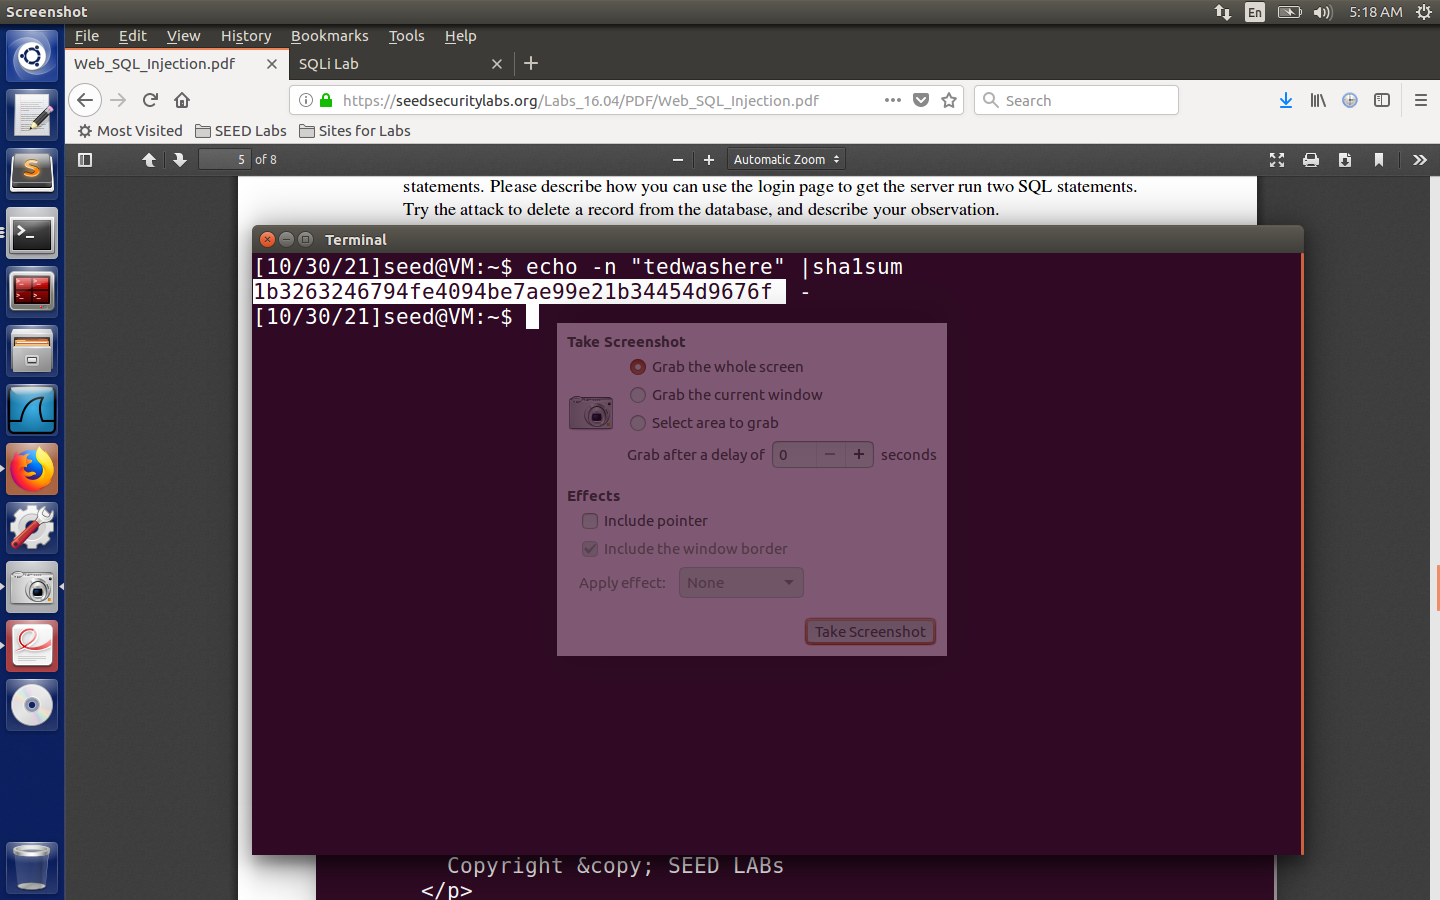 Screenshot
En
5:18 AM
File Edit View History Bookmarks Tools Help
Web_SQL_Injection.pdf
SQLi Lab
https://seedsecuritylabs.org/Labs_16.04/PDF/Web_SQL_Injection.pdf
Search
Most Visited SEED Labs Sites for Labs
5 of 8
Automatic Zoom
statements. Please describe how you can use the login page to get the server run two SQL statements.
Try the attack to delete a record from the database, and describe your observation.
Terminal
[10/30/21]seed@VM:~$ echo -n "tedwashere" |sha1sum
1b3263246794fe4094be7ae99e21b34454d9676f  -
[10/30/21]seed@VM:~$
Take Screenshot
Grab the whole screen
Grab the current window
Select area to grab
Grab after a delay of 0 − + seconds
Effects
Include pointer
Include the window border
Apply effect: None
Take Screenshot
Copyright &copy; SEED LABs
</p>